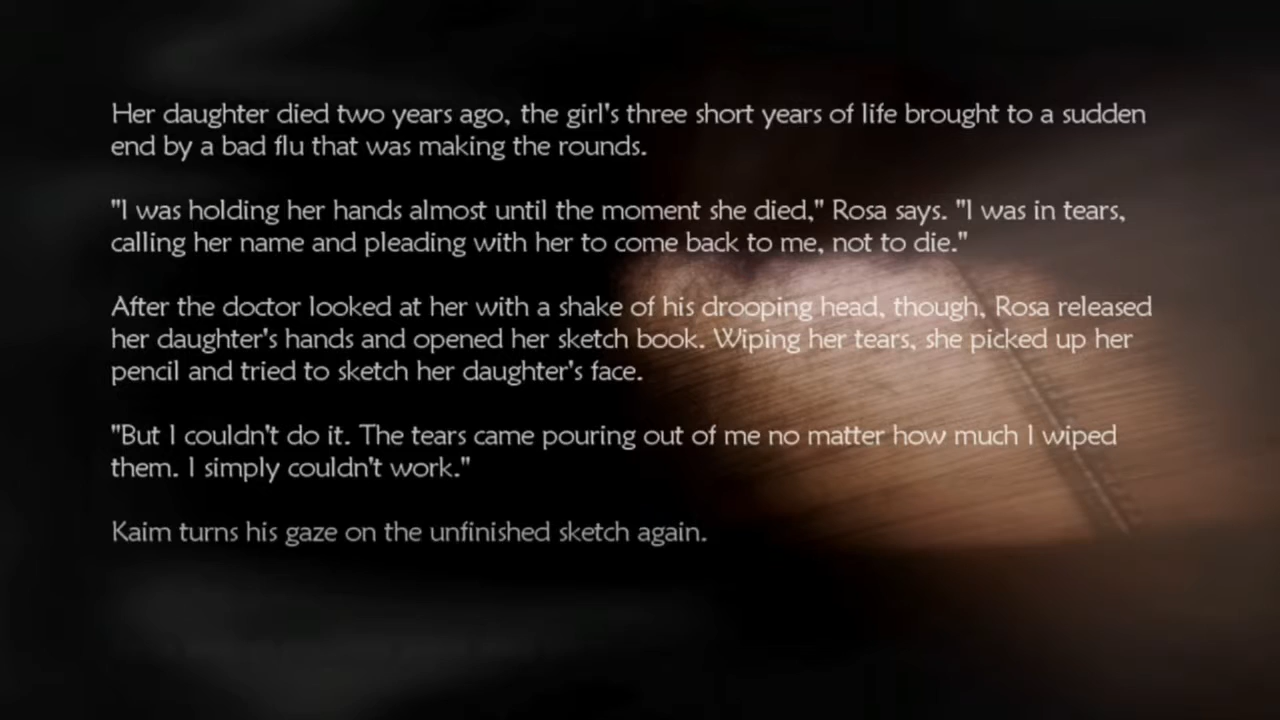 Her daughter died two years ago, the girl's three short years of life brought to a sudden
end by a bad flu that was making the rounds.
"I was holding her hands almost until the moment she died," Rosa says. "I was in tears,
calling her name and pleading with her to come back to me, not to die."
After the doctor looked at her with a shake of his drooping head, though, Rosa released
her daughter's hands and opened her sketch book. Wiping her tears, she picked up her
pencil and tried to sketch her daughter's face.
"But I couldn't do it. The tears came pouring out of me no matter how much I wiped
them. I simply couldn't work."
Kaim turns his gaze on the unfinished sketch again.